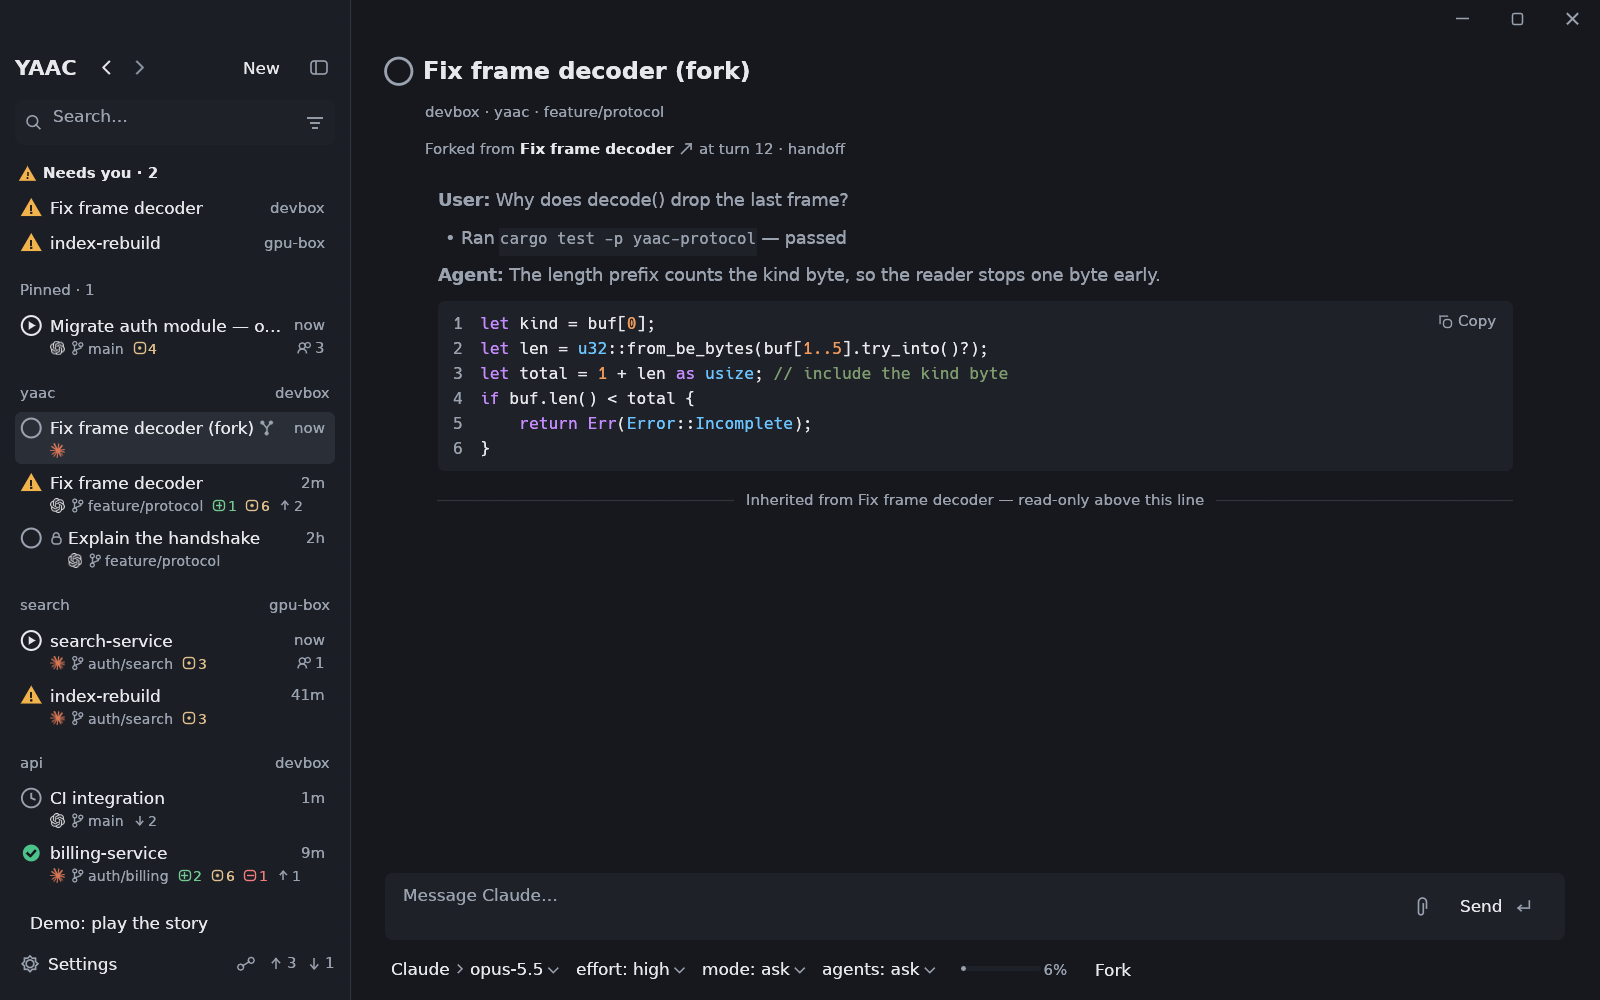 YAAC
New
Search…
Needs you · 2
Fix frame decoder devbox
index-rebuild gpu-box
Pinned · 1
Migrate auth module — o… now
main 4 3
yaac devbox
Fix frame decoder (fork) now
Fix frame decoder 2m
feature/protocol 1 6 ↑2
Explain the handshake 2h
feature/protocol
search gpu-box
search-service now
auth/search 3 1
index-rebuild 41m
auth/search 3
api devbox
CI integration 1m
main ↓2
billing-service 9m
auth/billing 2 6 1 ↑1
Demo: play the story
Settings ↑3 ↓1
Fix frame decoder (fork)
devbox · yaac · feature/protocol
Forked from Fix frame decoder ↗ at turn 12 · handoff
User: Why does decode() drop the last frame?
• Ran cargo test -p yaac-protocol — passed
Agent: The length prefix counts the kind byte, so the reader stops one byte early.
Copy
1 let kind = buf[0];
2 let len = u32::from_be_bytes(buf[1..5].try_into()?);
3 let total = 1 + len as usize; // include the kind byte
4 if buf.len() < total {
5     return Err(Error::Incomplete);
6 }
Inherited from Fix frame decoder — read-only above this line
Message Claude…
Send
Claude › opus-5.5 effort: high mode: ask agents: ask 6% Fork